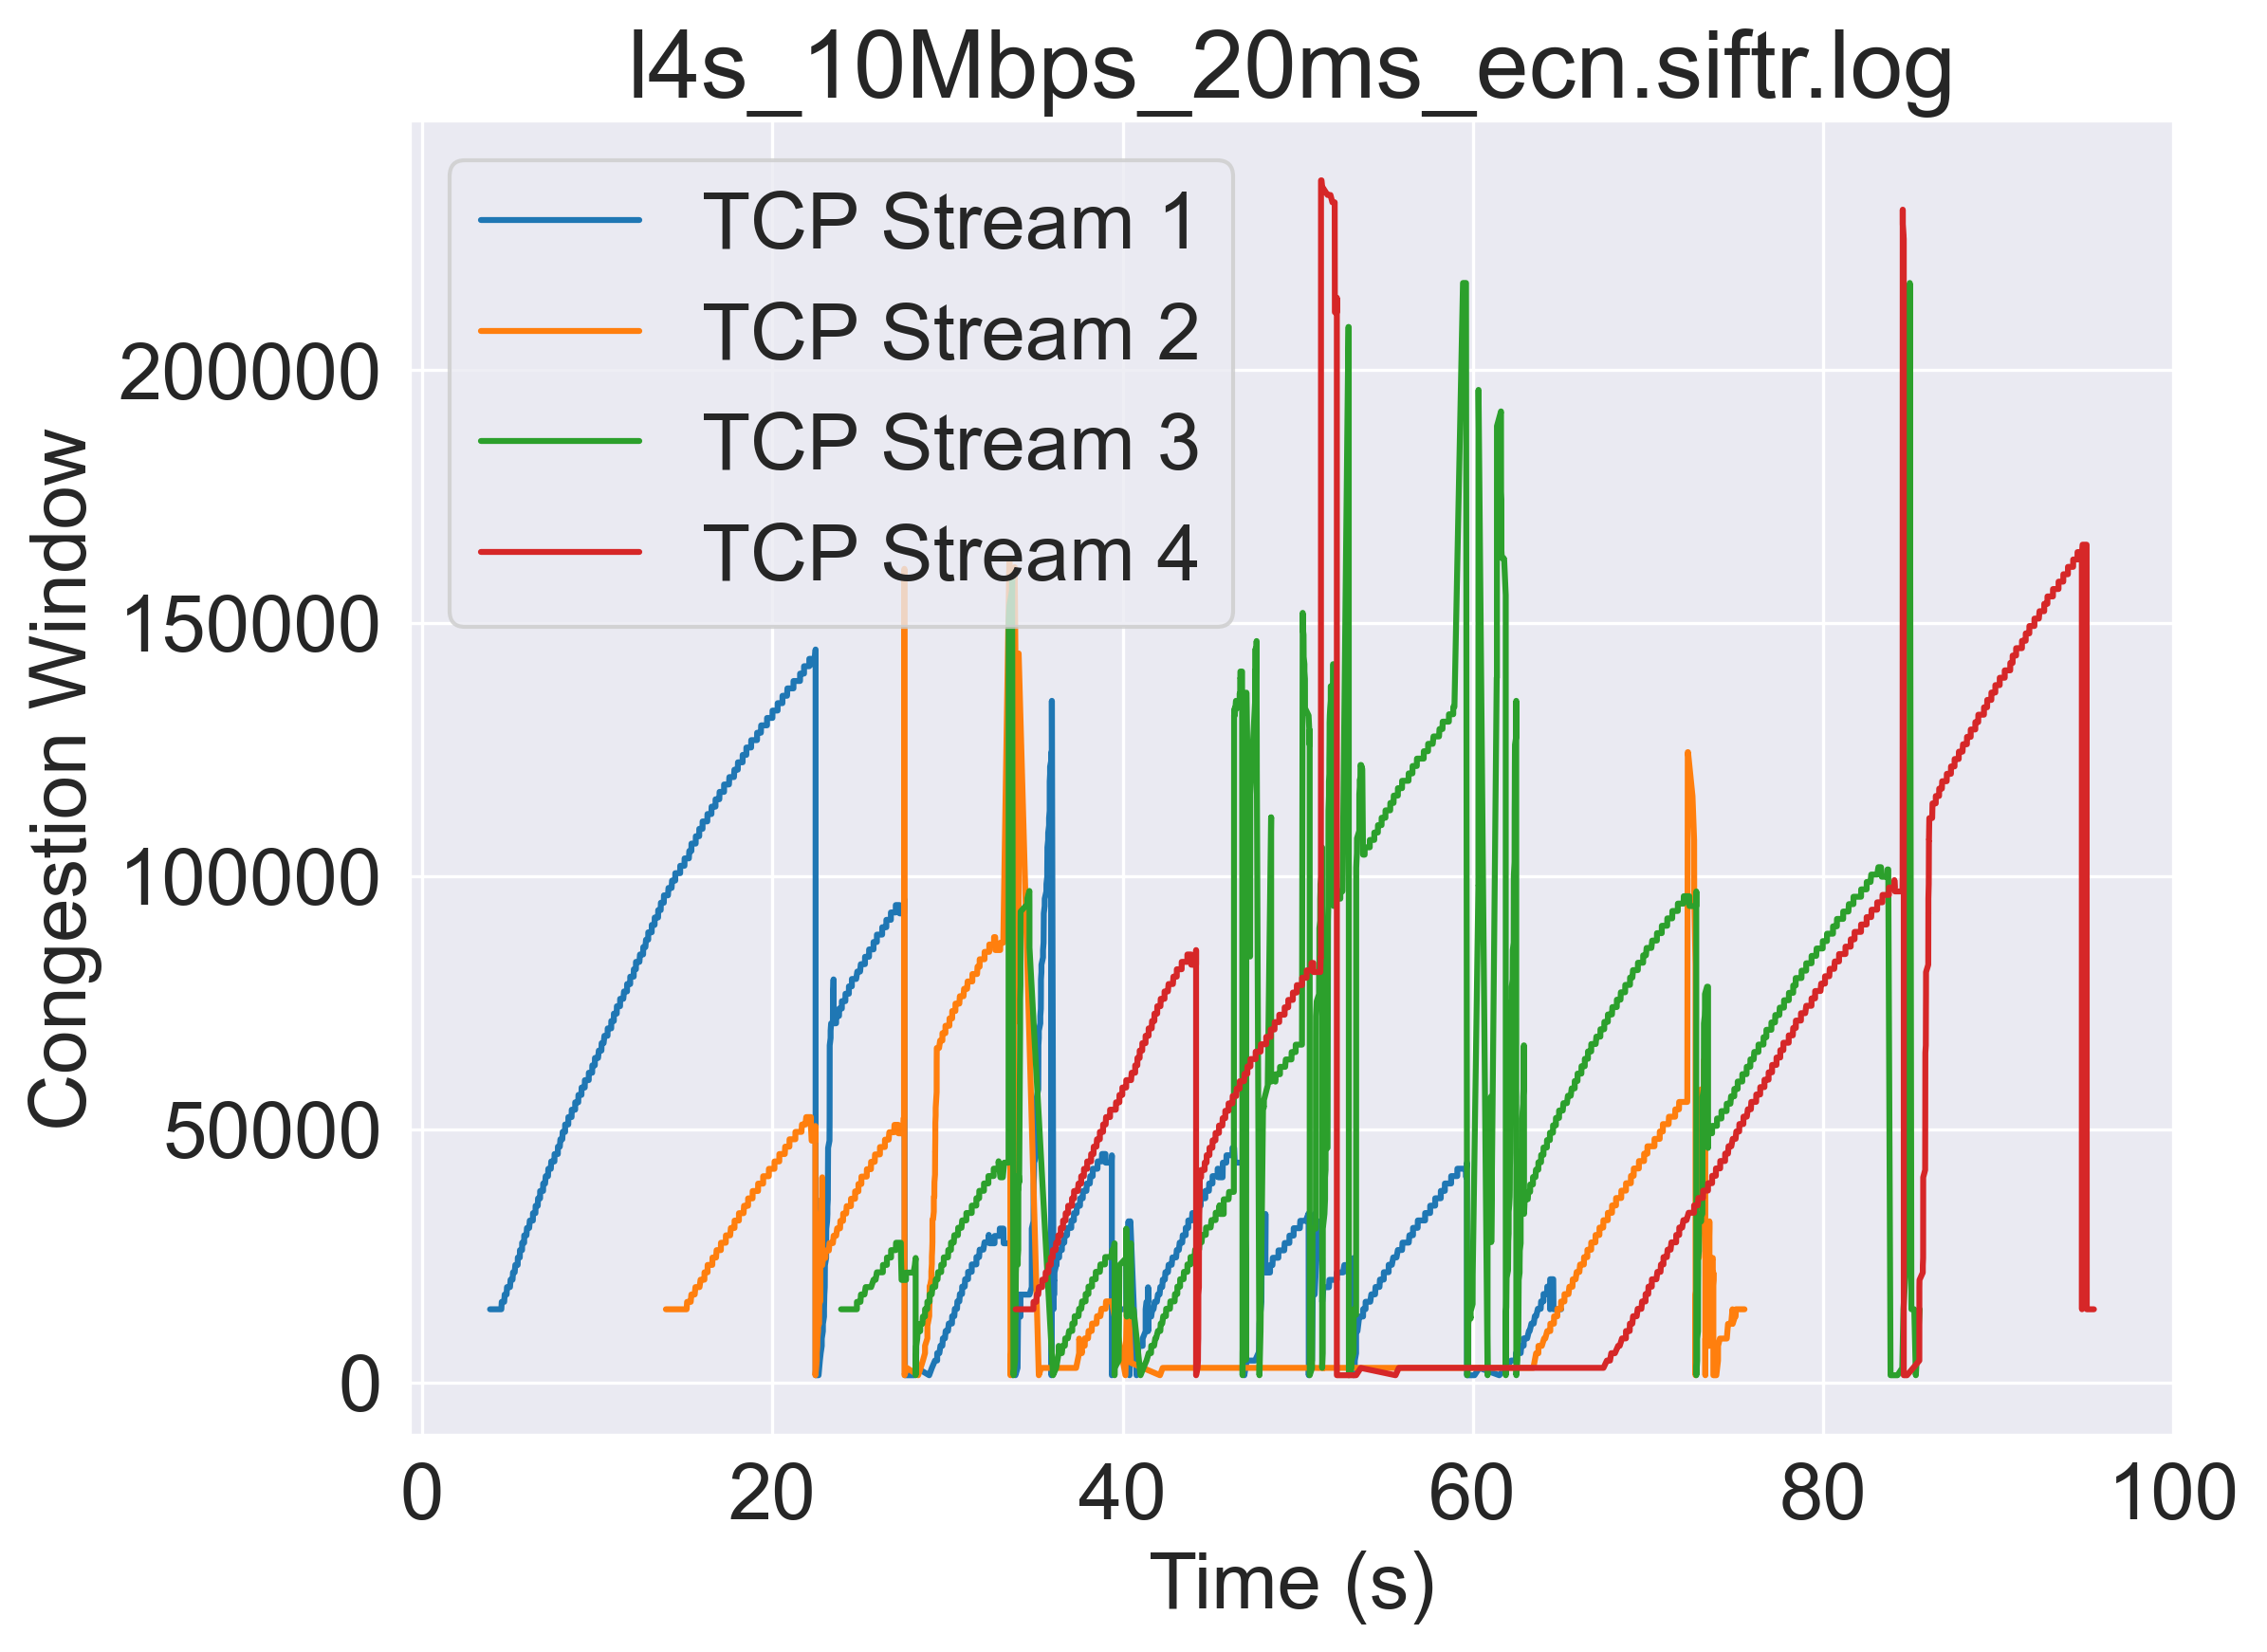 l4s_10Mbps_20ms_ecn.siftr.log
TCP Stream 1
TCP Stream 2
TCP Stream 3
TCP Stream 4
Congestion Window
200000
150000
100000
50000
0
0 20 40 60 80 100
Time (s)